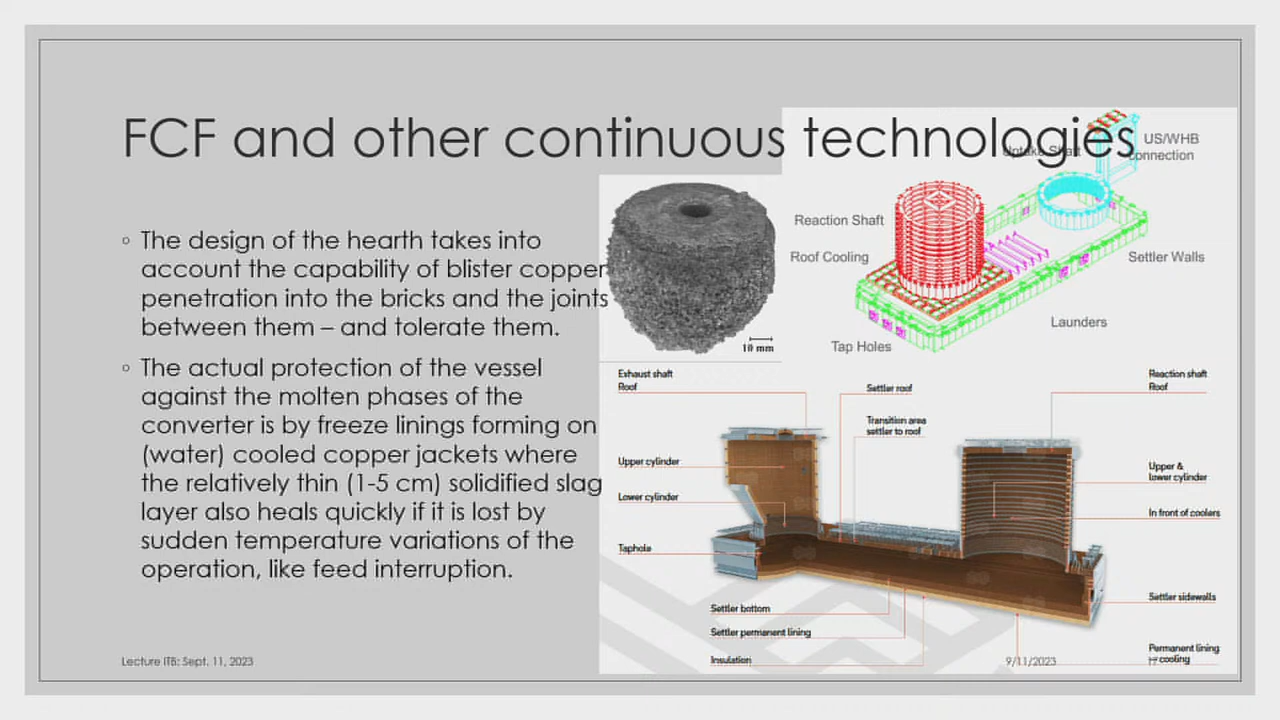 FCF and other continuous technologies
◦ The design of the hearth takes into
account the capability of blister copper
penetration into the bricks and the joints
between them – and tolerate them.
◦ The actual protection of the vessel
against the molten phases of the
converter is by freeze linings forming on
(water) cooled copper jackets where
the relatively thin (1-5 cm) solidified slag
layer also heals quickly if it is lost by
sudden temperature variations of the
operation, like feed interruption.
10 mm
Uptake Shaft
US/WHB
connection
Reaction Shaft
Roof Cooling
Settler Walls
Launders
Tap Holes
Exhaust shaft
Roof
Settler roof
Reaction shaft
Roof
Transition area
settler to roof
Upper cylinder
Upper &
lower cylinder
Lower cylinder
In front of coolers
Taphole
Settler sidewalls
Settler bottom
Settler permanent lining
Insulation
Permanent lining
cooling
Lecture ITB: Sept. 11, 2023
9/11/2023